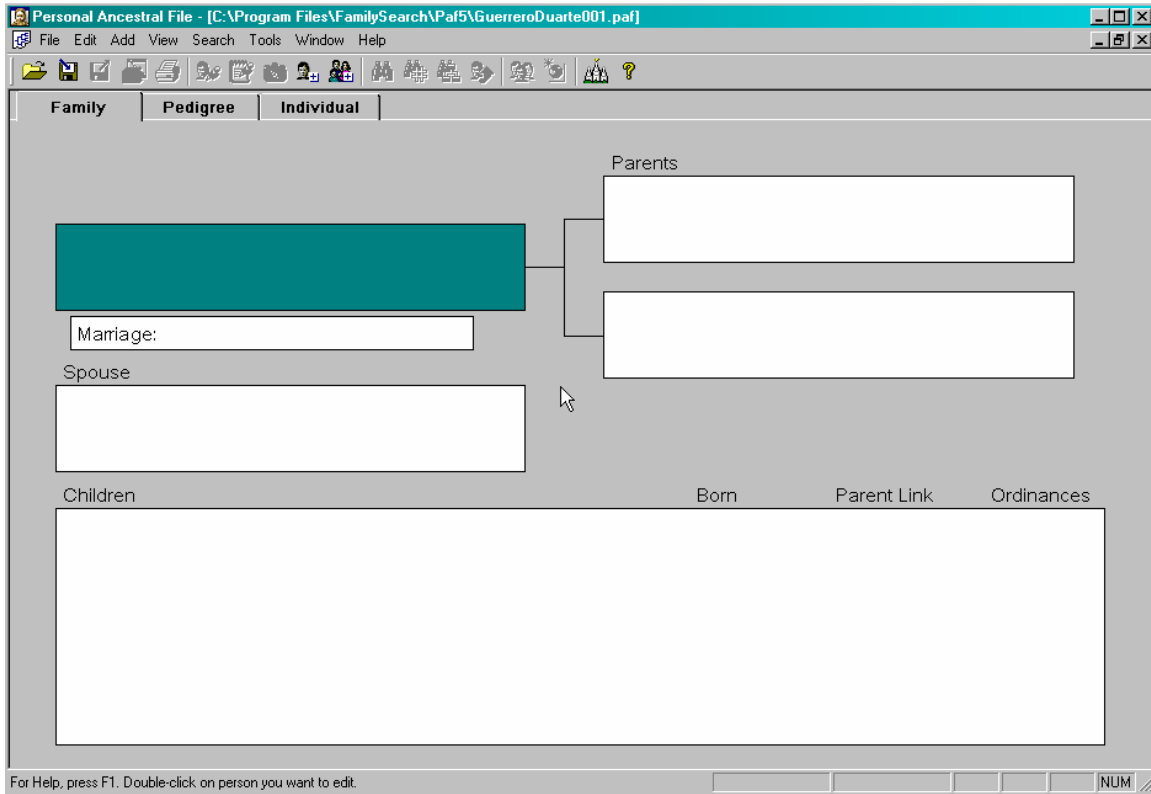 Personal Ancestral File - [C:\Program Files\FamilySearch\Paf5\GuerreroDuarte001.paf]
File Edit Add View Search Tools Window Help
Family Pedigree Individual
Parents
Marriage:
Spouse
Children Born Parent Link Ordinances
For Help, press F1. Double-click on person you want to edit. NUM